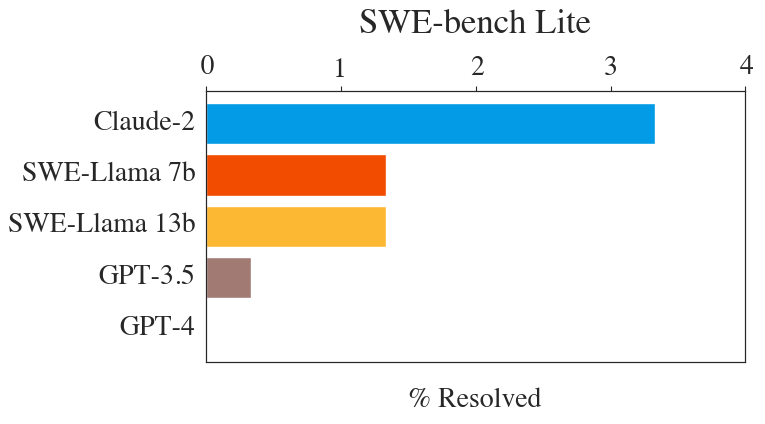 SWE-bench Lite
0 1 2 3 4
Claude-2
SWE-Llama 7b
SWE-Llama 13b
GPT-3.5
GPT-4
% Resolved